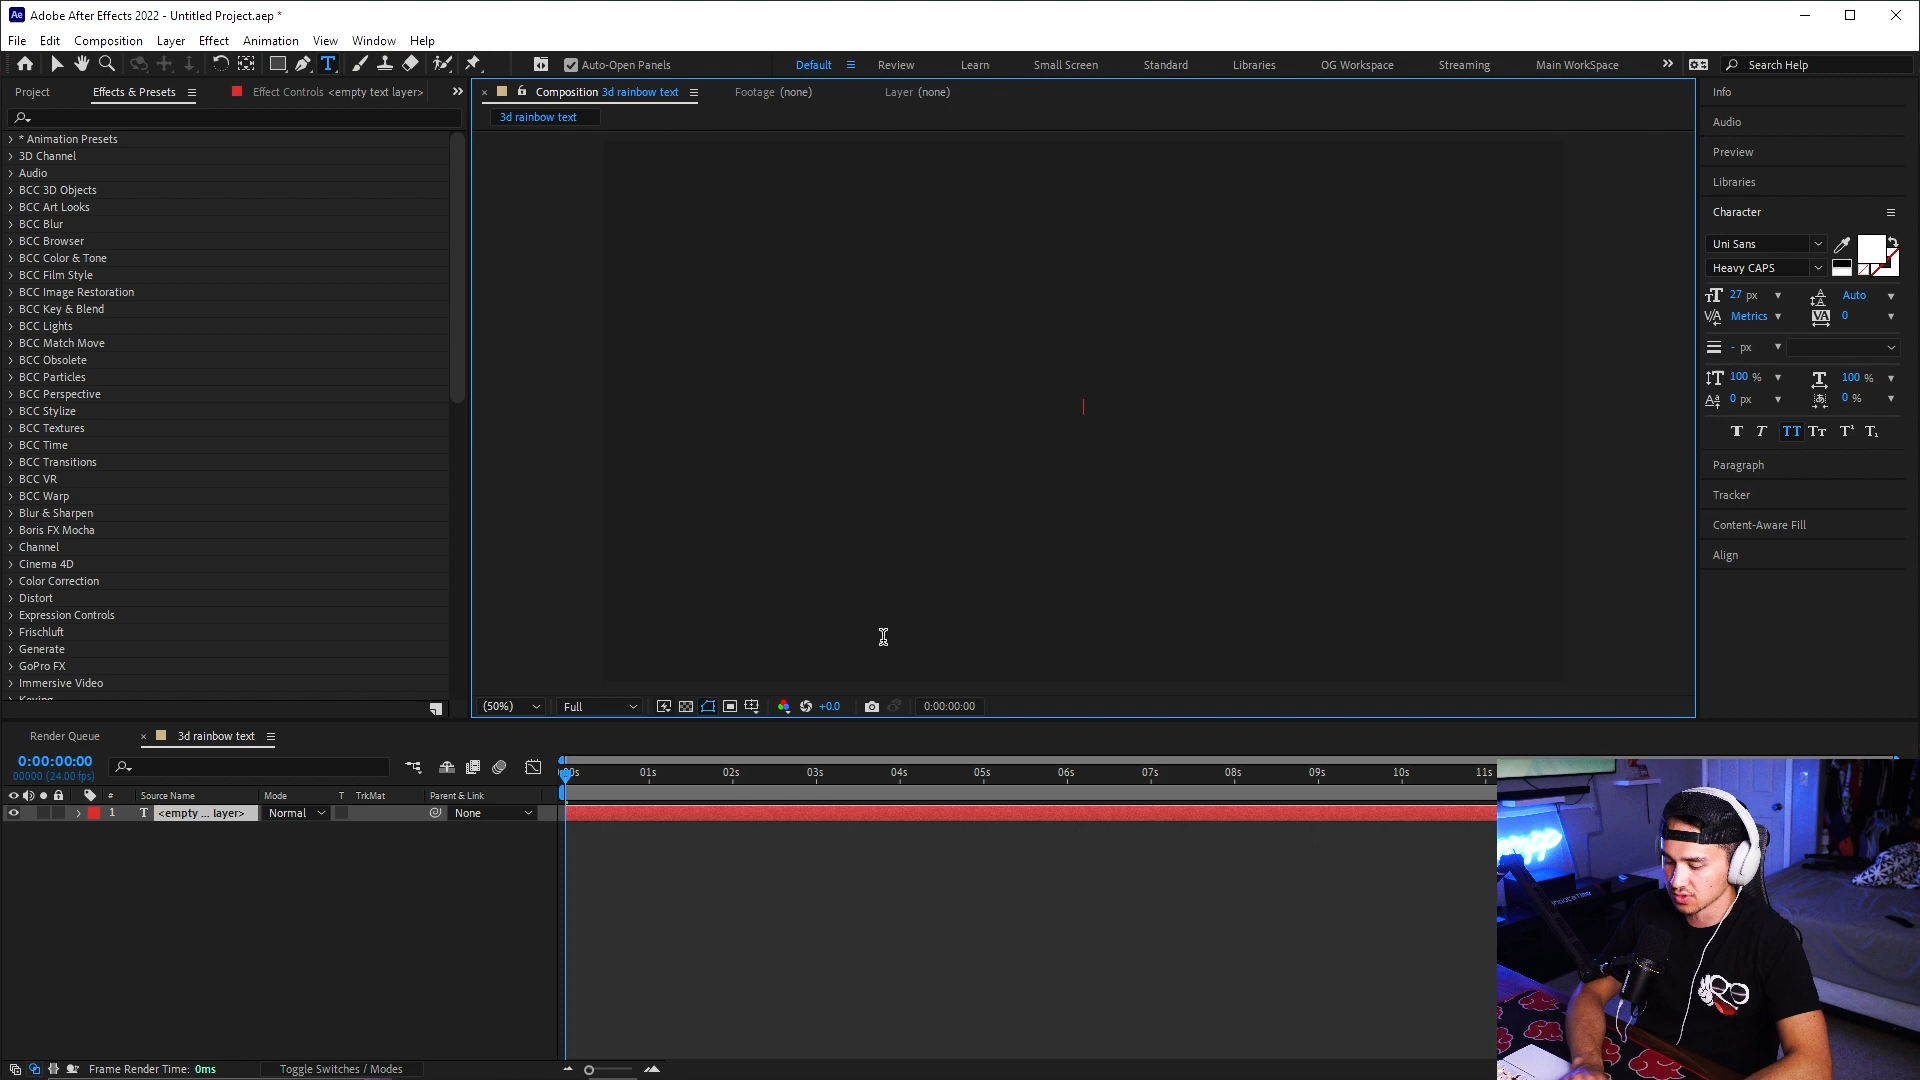 Ae Adobe After Effects 2022 - Untitled Project.aep *
File Edit Composition Layer Effect Animation View Window Help
Auto-Open Panels Default Review Learn Small Screen Standard Libraries OG Workspace Streaming Main WorkSpace Search Help
Project Effects & Presets Effect Controls <empty text layer>
Composition 3d rainbow text Footage (none) Layer (none)
3d rainbow text
* Animation Presets
3D Channel
Audio
BCC 3D Objects
BCC Art Looks
BCC Blur
BCC Browser
BCC Color & Tone
BCC Film Style
BCC Image Restoration
BCC Key & Blend
BCC Lights
BCC Match Move
BCC Obsolete
BCC Particles
BCC Perspective
BCC Stylize
BCC Textures
BCC Time
BCC Transitions
BCC VR
BCC Warp
Blur & Sharpen
Boris FX Mocha
Channel
Cinema 4D
Color Correction
Distort
Expression Controls
Frischluft
Generate
GoPro FX
Immersive Video
Keying
(50%) Full +0.0 0:00:00:00
Info
Audio
Preview
Libraries
Character
Uni Sans
Heavy CAPS
27 px Auto
Metrics 0
- px
100 % 100 %
0 px 0 %
T T TT Tт T¹ T₁
Paragraph
Tracker
Content-Aware Fill
Align
Render Queue 3d rainbow text
0:00:00:00
00000 (24.00 fps)
01s 02s 03s 04s 05s 06s 07s 08s 09s 10s 11s
# Source Name Mode T TrkMat Parent & Link
1 T <empty ... layer> Normal None
Frame Render Time: 0ms Toggle Switches / Modes